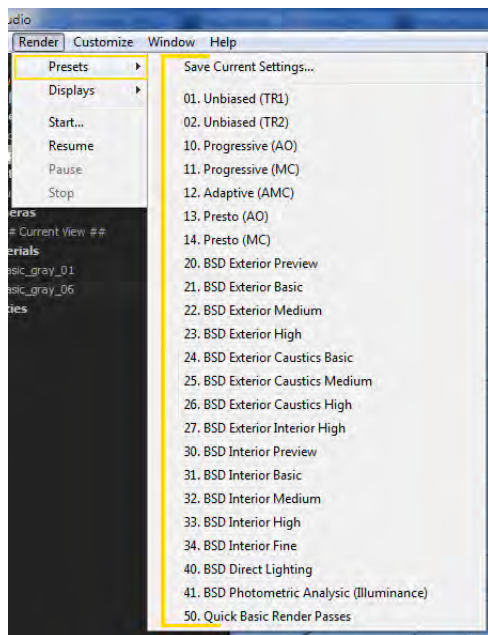 udio
Render Customize Window Help
Presets
Displays
Start...
Resume
Pause
Stop
eras
# Current View ##
erials
asic_gray_01
asic_gray_06
ties
Save Current Settings...
01. Unbiased (TR1)
02. Unbiased (TR2)
10. Progressive (AO)
11. Progressive (MC)
12. Adaptive (AMC)
13. Presto (AO)
14. Presto (MC)
20. BSD Exterior Preview
21. BSD Exterior Basic
22. BSD Exterior Medium
23. BSD Exterior High
24. BSD Exterior Caustics Basic
25. BSD Exterior Caustics Medium
26. BSD Exterior Caustics High
27. BSD Exterior Interior High
30. BSD Interior Preview
31. BSD Interior Basic
32. BSD Interior Medium
33. BSD Interior High
34. BSD Interior Fine
40. BSD Direct Lighting
41. BSD Photometric Analysis (Illuminance)
50. Quick Basic Render Passes